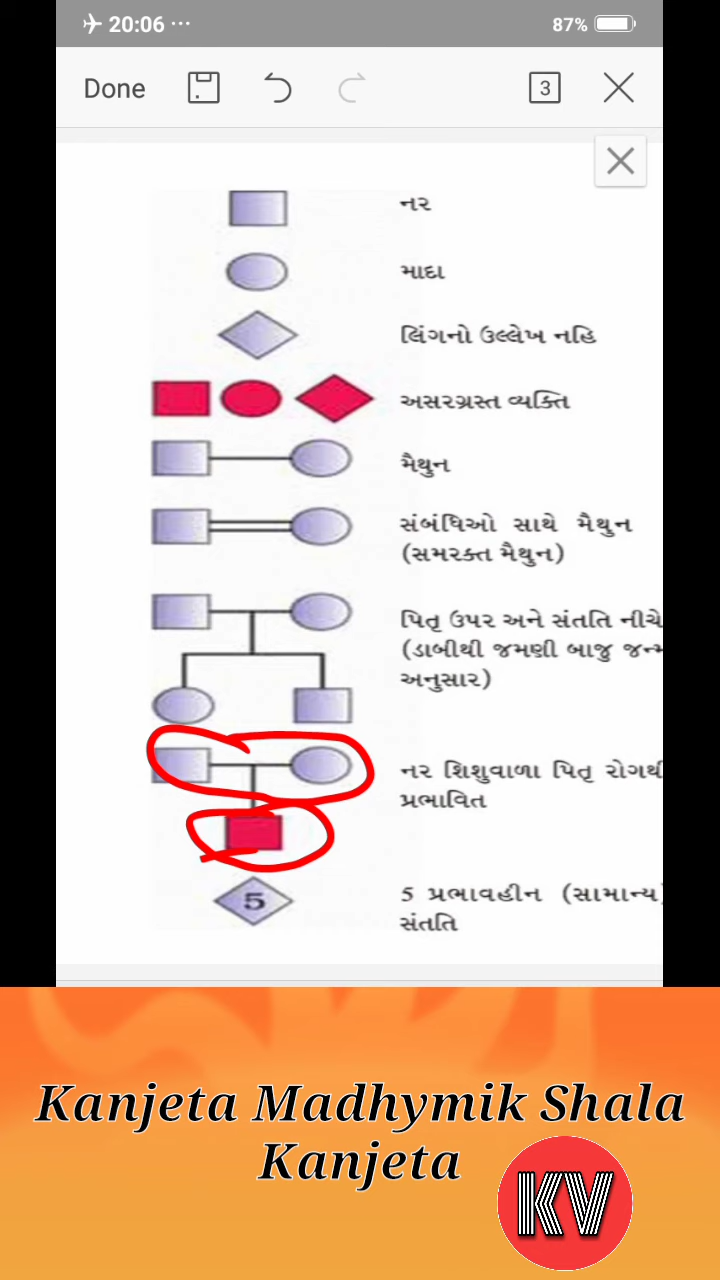 20:06 ···
87%
Done
3
નર
માદા
લિંગનો ઉલ્લેખ નહિ
અસરગ્રસ્ત વ્યક્તિ
મૈથુન
સંબંધિઓ સાથે મૈથુન
(સમરક્ત મૈથુન)
પિતૃ ઉપર અને સંતતિ નીચે
(ડાબીથી જમણી બાજુ
અનુસાર)
નર શિશુવાળા પિતૃ
પ્રભાવિત
5
5 પ્રભાવહીન (સામાન્ય)
સંતતિ
Kanjeta Madhymik Shala
Kanjeta
KV